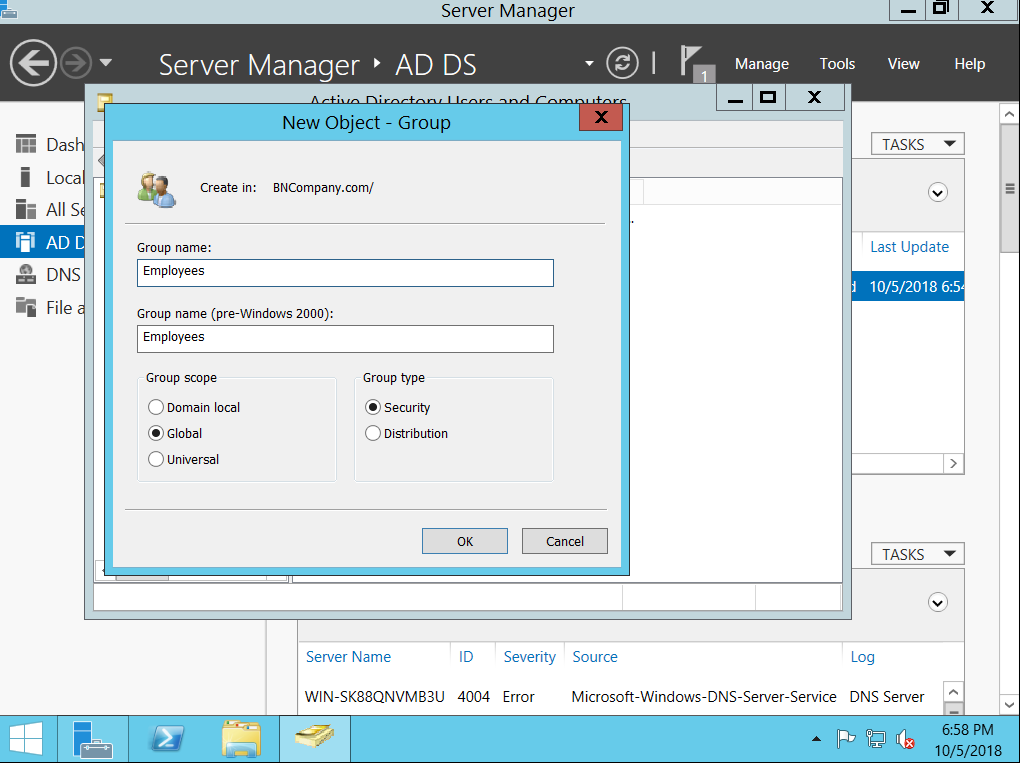 Server Manager
Server Manager AD DS
1
Manage Tools View Help
Active Directory Users and Computers
New Object - Group
Create in: BNCompany.com/
Group name:
Employees
Group name (pre-Windows 2000):
Employees
Group scope
Domain local
Global
Universal
Group type
Security
Distribution
OK Cancel
Dash
Local
All Se
AD D
DNS
File a
TASKS
Last Update
10/5/2018 6:54
TASKS
Server Name ID Severity Source Log
WIN-SK88QNVMB3U 4004 Error Microsoft-Windows-DNS-Server-Service DNS Server
6:58 PM
10/5/2018